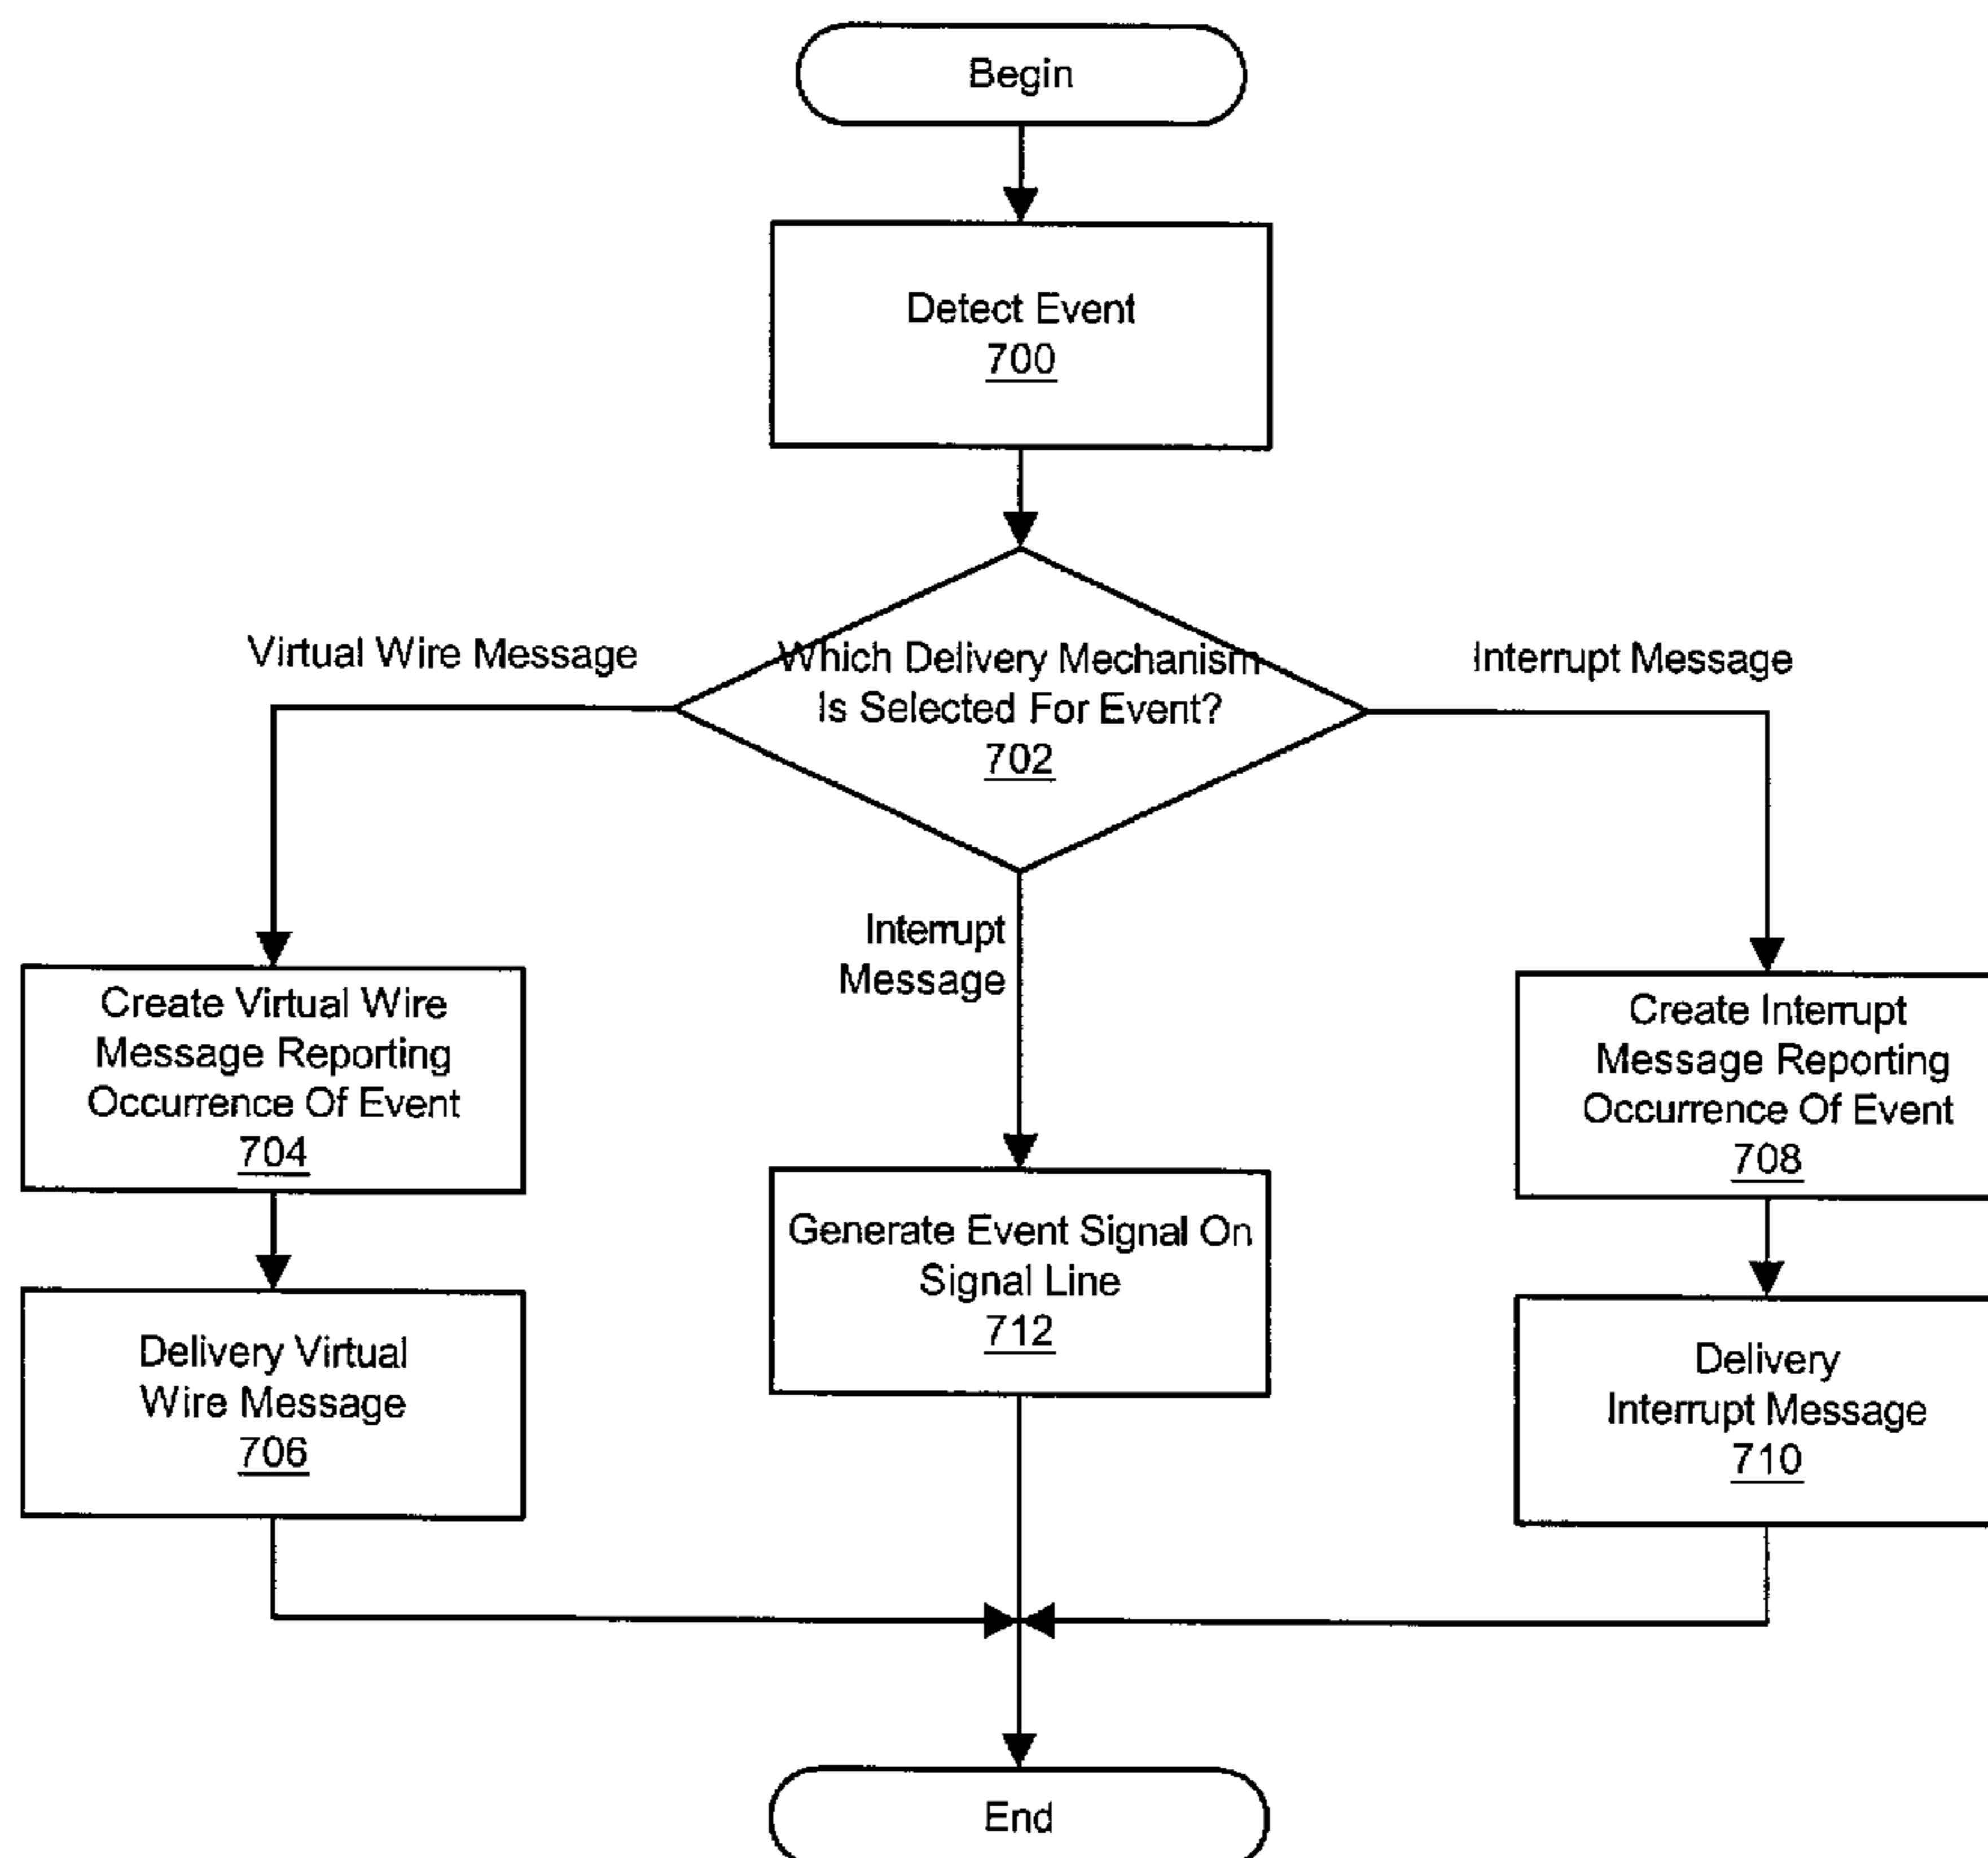 Begin
Detect Event
700
Virtual Wire Message
Which Delivery Mechanism
Is Selected For Event?
702
Interrupt Message
Interrupt
Message
Create Virtual Wire
Message Reporting
Occurrence Of Event
704
Create Interrupt
Message Reporting
Occurrence Of Event
708
Generate Event Signal On
Signal Line
712
Delivery Virtual
Wire Message
706
Delivery
Interrupt Message
710
End